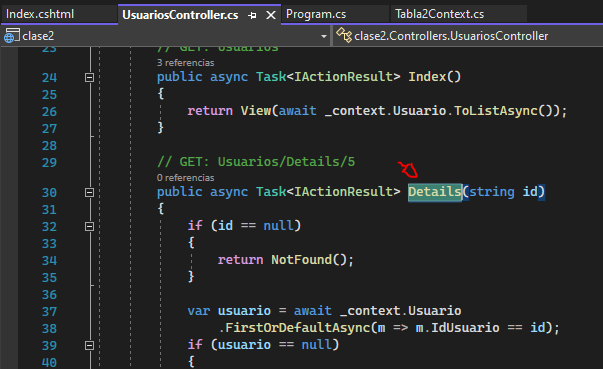 Index.cshtml UsuariosController.cs Program.cs Tabla2Context.cs
clase2 clase2.Controllers.UsuariosController
23 // GET: Usuarios
3 referencias
24 public async Task<IActionResult> Index()
25 {
26 return View(await _context.Usuario.ToListAsync());
27 }
28
29 // GET: Usuarios/Details/5
0 referencias
30 public async Task<IActionResult> Details(string id)
31 {
32 if (id == null)
33 {
34 return NotFound();
35 }
36
37 var usuario = await _context.Usuario
38 .FirstOrDefaultAsync(m => m.IdUsuario == id);
39 if (usuario == null)
40 {